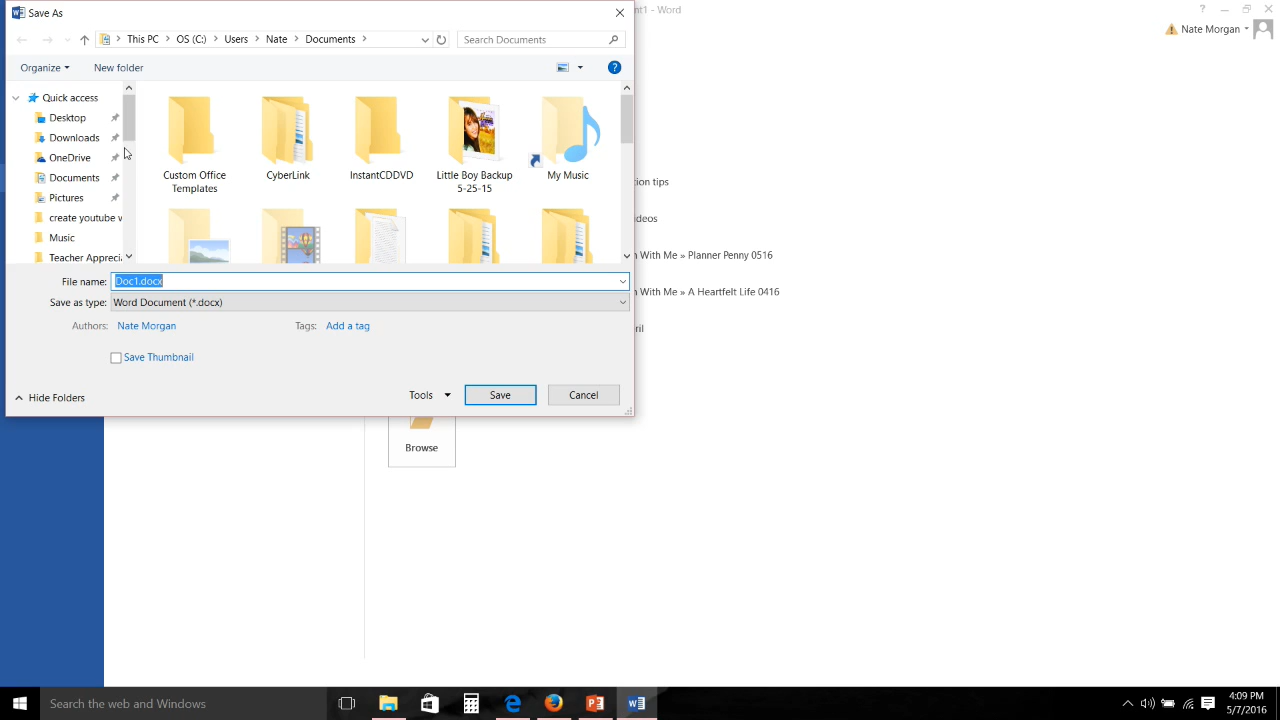 Save As
nt1 - Word
This PC > OS (C:) > Users > Nate > Documents >
Search Documents
Nate Morgan
Organize
New folder
Quick access
Desktop
Downloads
OneDrive
Documents
Pictures
create youtube v
Music
Teacher Appreci
Custom Office
Templates
CyberLink
InstantCDDVD
Little Boy Backup
5-25-15
My Music
ion tips
ideos
n With Me » Planner Penny 0516
n With Me » A Heartfelt Life 0416
ril
File name: Doc1.docx
Save as type: Word Document (*.docx)
Authors: Nate Morgan
Tags: Add a tag
Save Thumbnail
Hide Folders
Tools
Save
Cancel
Browse
Search the web and Windows
4:09 PM
5/7/2016